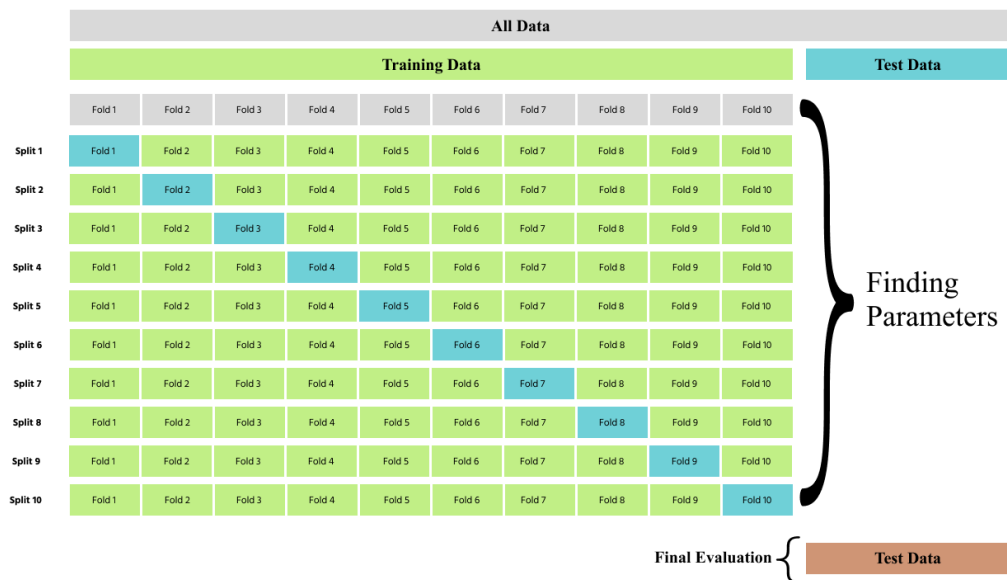 All Data
Training Data Test Data
Fold 1 Fold 2 Fold 3 Fold 4 Fold 5 Fold 6 Fold 7 Fold 8 Fold 9 Fold 10
Split 1 Fold 1 Fold 2 Fold 3 Fold 4 Fold 5 Fold 6 Fold 7 Fold 8 Fold 9 Fold 10
Split 2 Fold 1 Fold 2 Fold 3 Fold 4 Fold 5 Fold 6 Fold 7 Fold 8 Fold 9 Fold 10
Split 3 Fold 1 Fold 2 Fold 3 Fold 4 Fold 5 Fold 6 Fold 7 Fold 8 Fold 9 Fold 10
Split 4 Fold 1 Fold 2 Fold 3 Fold 4 Fold 5 Fold 6 Fold 7 Fold 8 Fold 9 Fold 10
Split 5 Fold 1 Fold 2 Fold 3 Fold 4 Fold 5 Fold 6 Fold 7 Fold 8 Fold 9 Fold 10
Split 6 Fold 1 Fold 2 Fold 3 Fold 4 Fold 5 Fold 6 Fold 7 Fold 8 Fold 9 Fold 10
Split 7 Fold 1 Fold 2 Fold 3 Fold 4 Fold 5 Fold 6 Fold 7 Fold 8 Fold 9 Fold 10
Split 8 Fold 1 Fold 2 Fold 3 Fold 4 Fold 5 Fold 6 Fold 7 Fold 8 Fold 9 Fold 10
Split 9 Fold 1 Fold 2 Fold 3 Fold 4 Fold 5 Fold 6 Fold 7 Fold 8 Fold 9 Fold 10
Split 10 Fold 1 Fold 2 Fold 3 Fold 4 Fold 5 Fold 6 Fold 7 Fold 8 Fold 9 Fold 10
Finding
Parameters
Final Evaluation Test Data